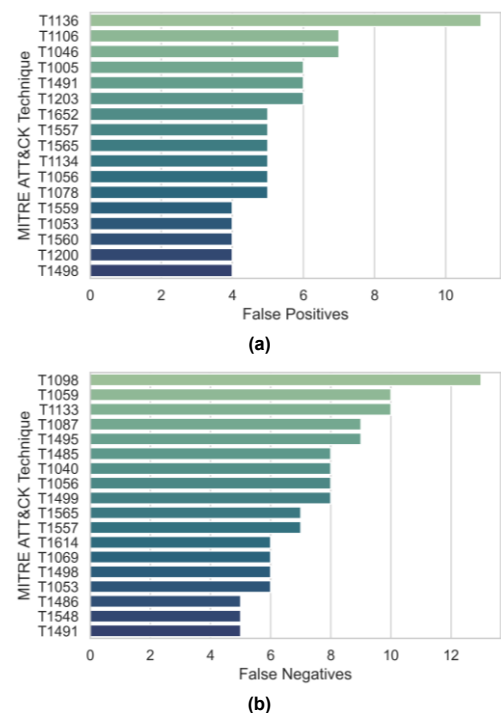 MITRE ATT&CK Technique
T1136
T1106
T1046
T1005
T1491
T1203
T1652
T1557
T1565
T1134
T1056
T1078
T1559
T1053
T1560
T1200
T1498
0 2 4 6 8 10
False Positives
(a)
MITRE ATT&CK Technique
T1098
T1059
T1133
T1087
T1495
T1485
T1040
T1056
T1499
T1565
T1557
T1614
T1069
T1498
T1053
T1486
T1548
T1491
0 2 4 6 8 10 12
False Negatives
(b)